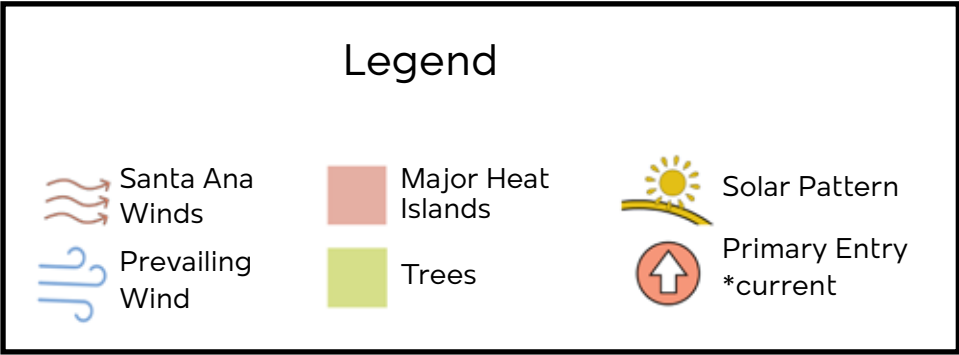 Legend
Santa Ana
Winds
Prevailing
Wind
Major Heat
Islands
Trees
Solar Pattern
Primary Entry
*current